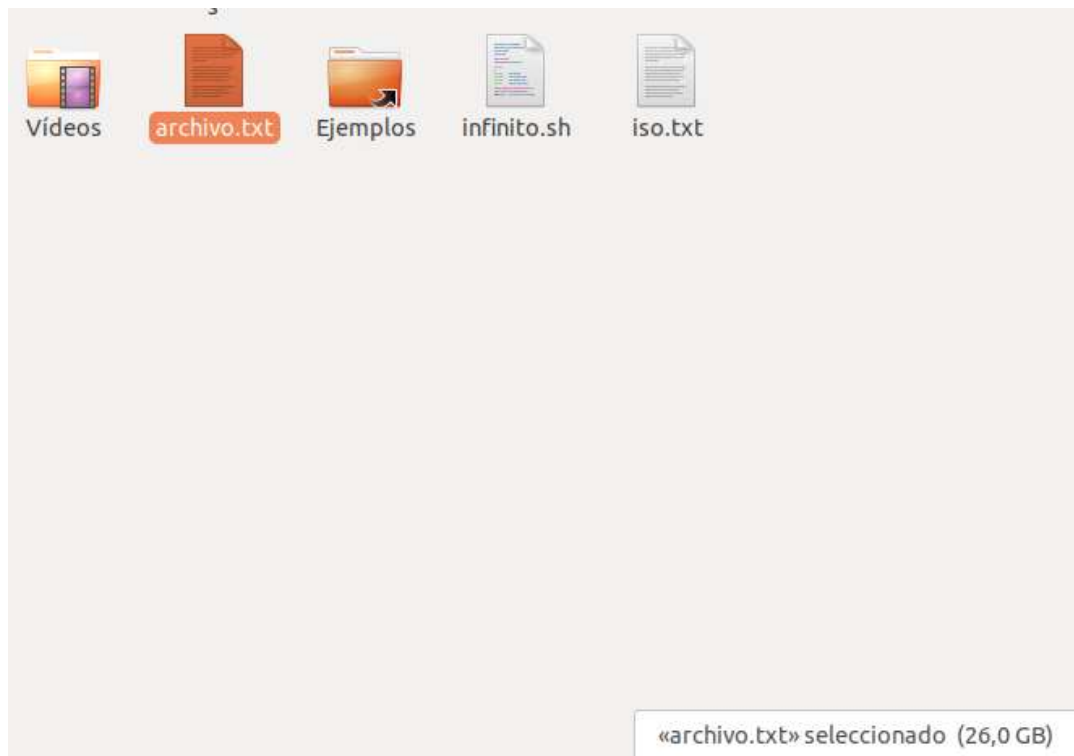 Vídeos
archivo.txt
Ejemplos
infinito.sh
iso.txt
«archivo.txt» seleccionado (26,0 GB)